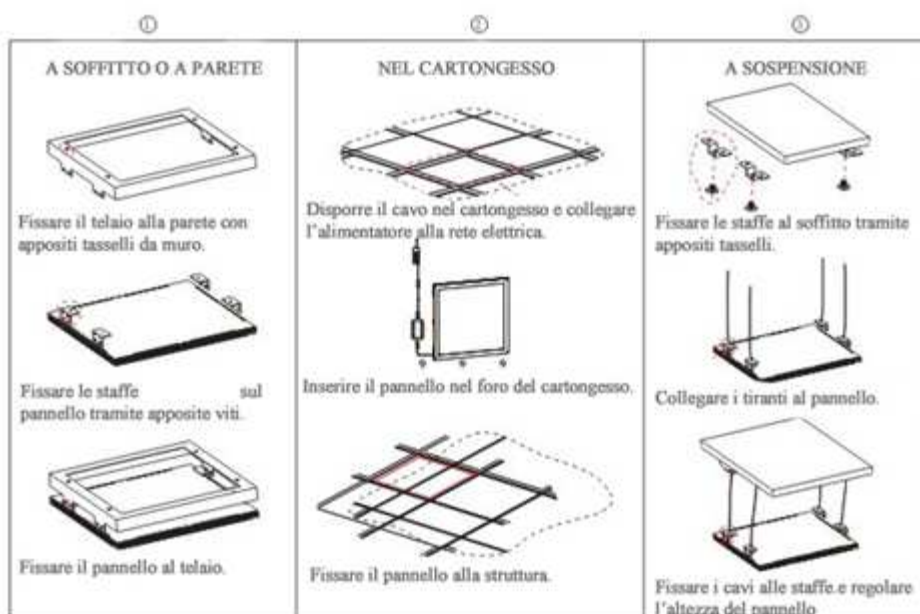 ① ② ③
A SOFFITTO O A PARETE
Fissare il telaio alla parete con
appositi tasselli da muro.
Fissare le staffe sul
pannello tramite apposite viti.
Fissare il pannello al telaio.
NEL CARTONGESSO
Disporre il cavo nel cartongesso e collegare
l'alimentatore alla rete elettrica.
Inserire il pannello nel foro del cartongesso.
Fissare il pannello alla struttura.
A SOSPENSIONE
Fissare le staffe al soffitto tramite
appositi tasselli.
Collegare i tiranti al pannello.
Fissare i cavi alle staffe.e regolare
l'altezza del pannello